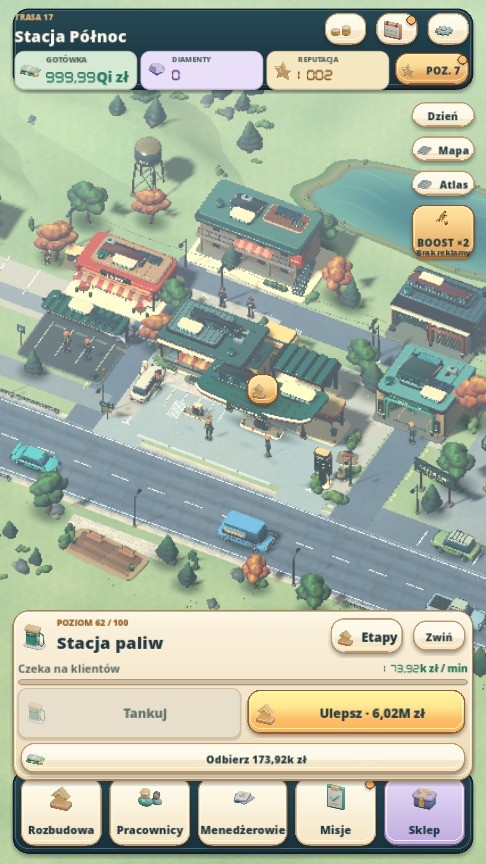 TRASA 17
Stacja Północ
GOTÓWKA
999,99Qi zł
DIAMENTY
0
REPUTACJA
1 002
POZ. 7
Dzień
Mapa
Atlas
BOOST ×2
Brak reklamy
POZIOM 62 / 100
Stacja paliw
Etapy
Zwiń
Czeka na klientów
173,92k zł / min
Tankuj
Ulepsz · 6,02M zł
Odbierz 173,92k zł
Rozbudowa
Pracownicy
Menedżerowie
Misje
Sklep